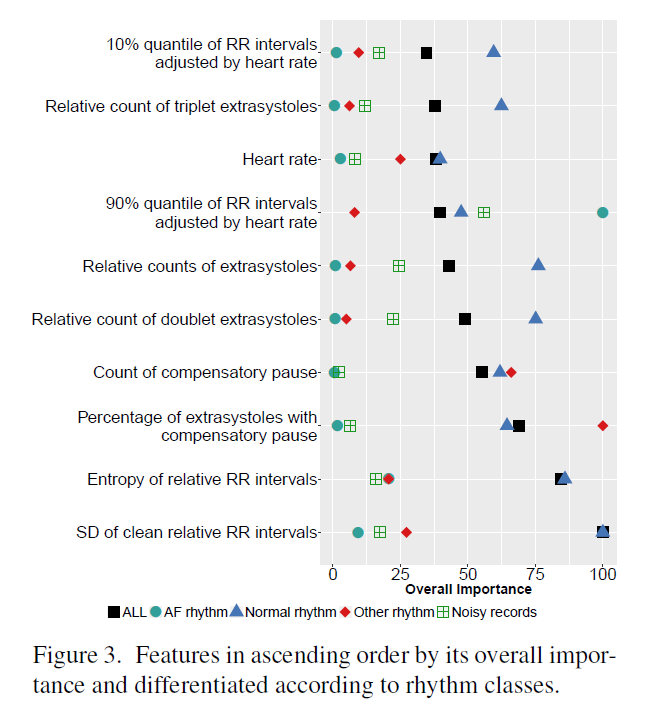 10% quantile of RR intervals
adjusted by heart rate
Relative count of triplet extrasystoles
Heart rate
90% quantile of RR intervals
adjusted by heart rate
Relative counts of extrasystoles
Relative count of doublet extrasystoles
Count of compensatory pause
Percentage of extrasystoles with
compensatory pause
Entropy of relative RR intervals
SD of clean relative RR intervals
0 25 50 75 100
Overall Importance
ALL AF rhythm Normal rhythm Other rhythm Noisy records
Figure 3. Features in ascending order by its overall impor-
tance and differentiated according to rhythm classes.